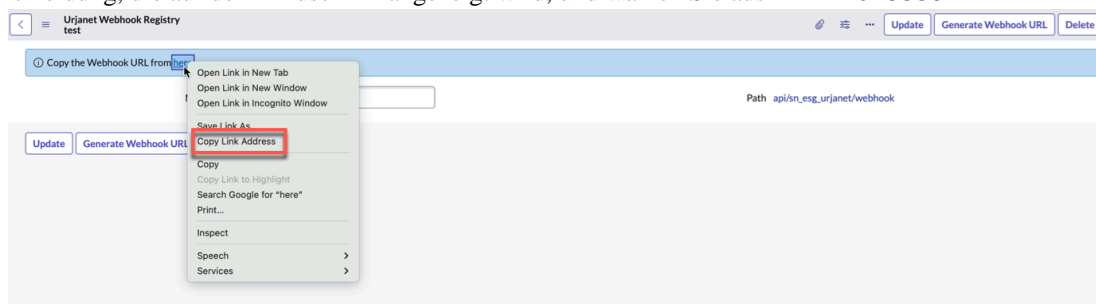 Urjanet Webhook Registry
test
Update
Generate Webhook URL
Delete
Copy the Webhook URL from
Path api/sn_esg_urjanet/webhook
Update
Generate Webhook URL
Open Link in New Tab
Open Link in New Window
Open Link in Incognito Window
Save Link As
Copy Link Address
Copy
Copy Link to Highlight
Search Google for "here"
Print...
Inspect
Speech
Services